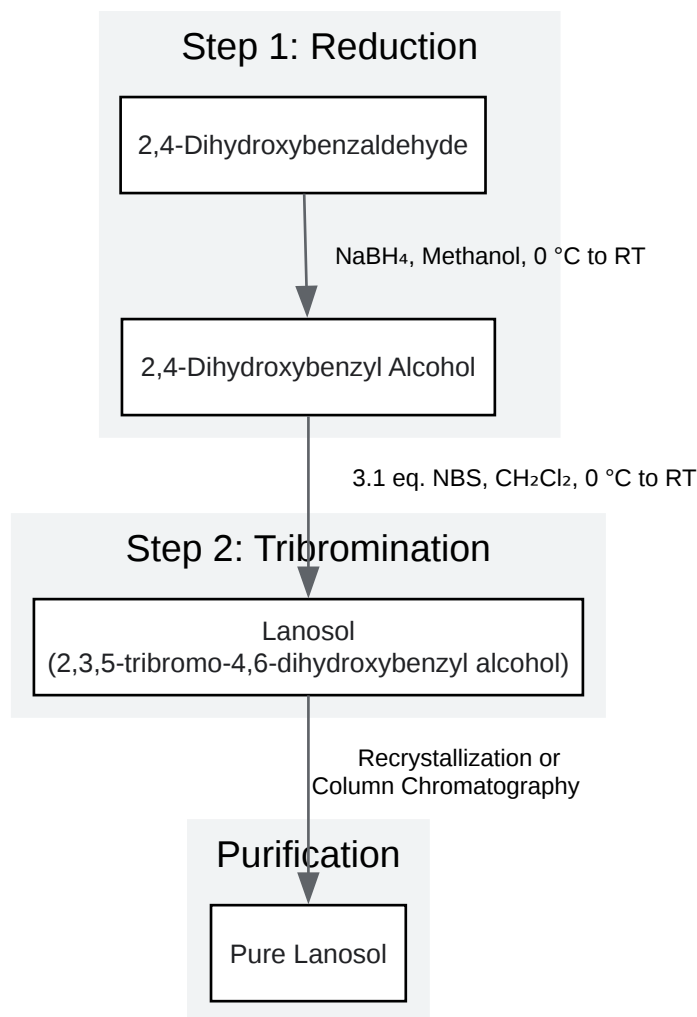 Step 1: Reduction
2,4-Dihydroxybenzaldehyde
NaBH₄, Methanol, 0 °C to RT
2,4-Dihydroxybenzyl Alcohol
3.1 eq. NBS, CH₂Cl₂, 0 °C to RT
Step 2: Tribromination
Lanosol
(2,3,5-tribromo-4,6-dihydroxybenzyl alcohol)
Recrystallization or
Column Chromatography
Purification
Pure Lanosol